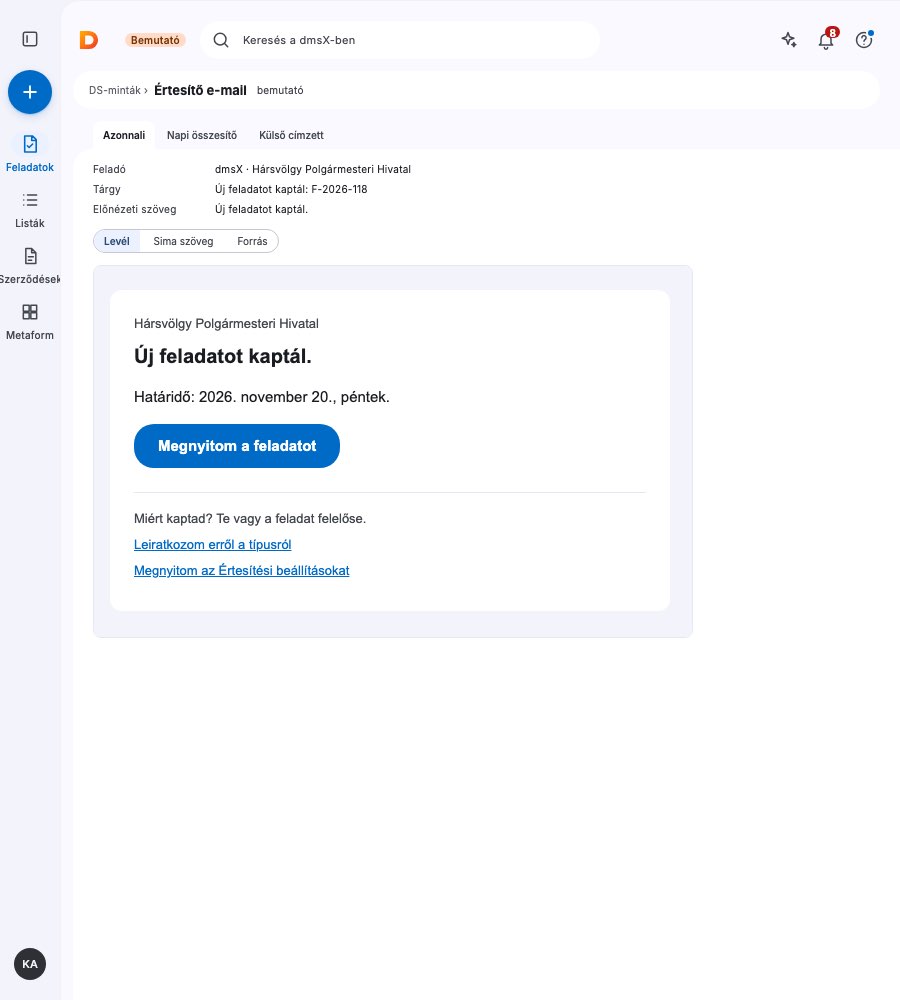 Bemutató
Keresés a dmsX-ben
8
DS-minták › Értesítő e-mail bemutató
Azonnali Napi összesítő Külső címzett
Feladatok
Listák
Szerződések
Metaform
Feladó dmsX · Hársvölgy Polgármesteri Hivatal
Tárgy Új feladatot kaptál: F-2026-118
Előnézeti szöveg Új feladatot kaptál.
Levél Sima szöveg Forrás
Hársvölgy Polgármesteri Hivatal
Új feladatot kaptál.
Határidő: 2026. november 20., péntek.
Megnyitom a feladatot
Miért kaptad? Te vagy a feladat felelőse.
Leiratkozom erről a típusról
Megnyitom az Értesítési beállításokat
KA